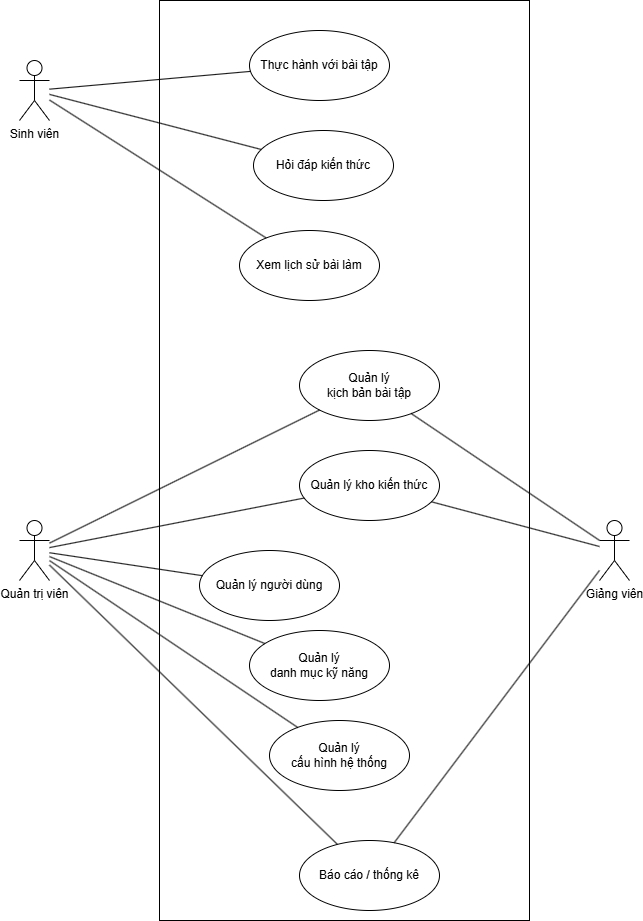 Thực hành với bài tập
Sinh viên
Hỏi đáp kiến thức
Xem lịch sử bài làm
Quản lý
kịch bản bài tập
Quản lý kho kiến thức
Quản trị viên
Giảng viên
Quản lý người dùng
Quản lý
danh mục kỹ năng
Quản lý
cấu hình hệ thống
Báo cáo / thống kê